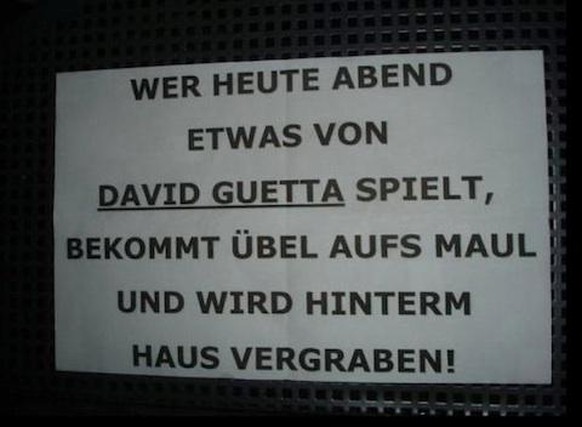 WER HEUTE ABEND
ETWAS VON
DAVID GUETTA SPIELT,
BEKOMMT ÜBEL AUFS MAUL
UND WIRD HINTERM
HAUS VERGRABEN!